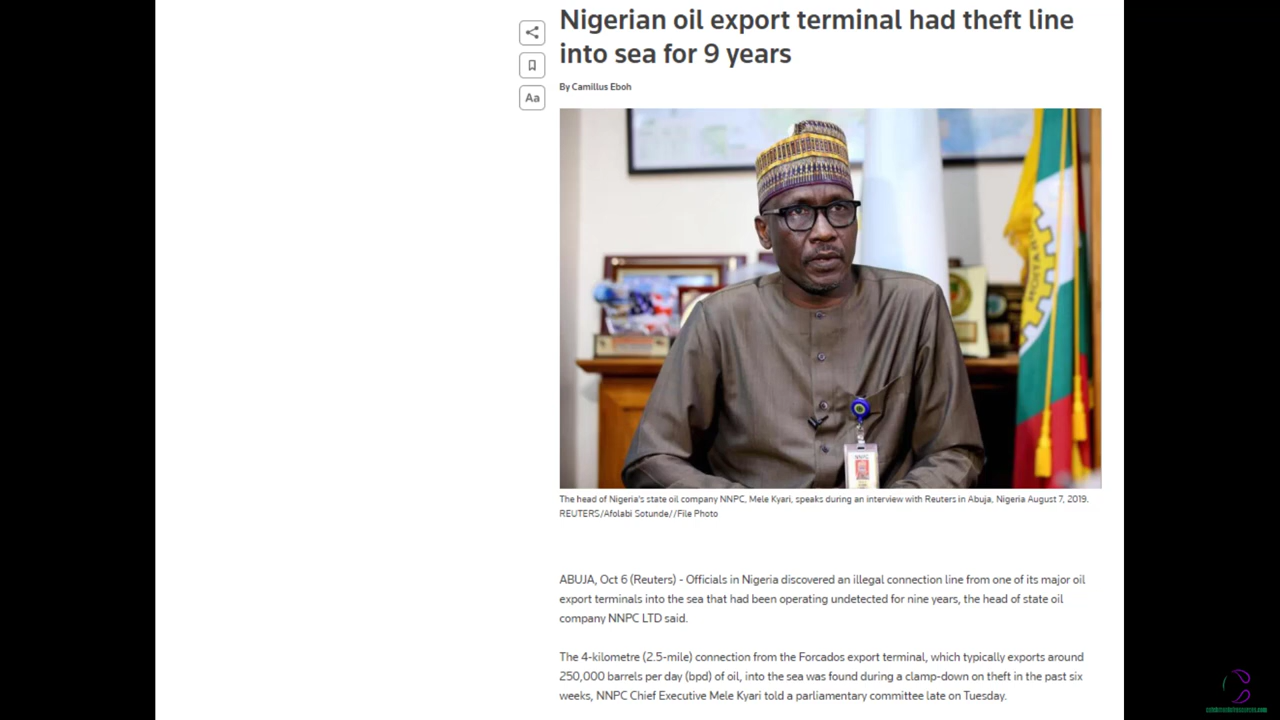 Nigerian oil export terminal had theft line
into sea for 9 years
Aa
By Camillus Eboh
NNPC
The head of Nigeria's state oil company NNPC, Mele Kyari, speaks during an interview with Reuters in Abuja, Nigeria August 7, 2019.
REUTERS/Afolabi Sotunde//File Photo
ABUJA, Oct 6 (Reuters) - Officials in Nigeria discovered an illegal connection line from one of its major oil
export terminals into the sea that had been operating undetected for nine years, the head of state oil
company NNPC LTD said.
The 4-kilometre (2.5-mile) connection from the Forcados export terminal, which typically exports around
250,000 barrels per day (bpd) of oil, into the sea was found during a clamp-down on theft in the past six
weeks, NNPC Chief Executive Mele Kyari told a parliamentary committee late on Tuesday.